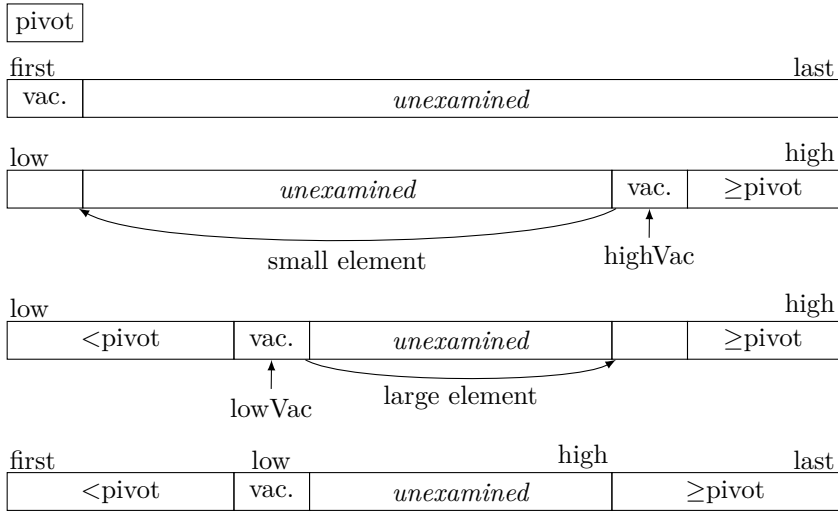 pivot
first last
vac. unexamined
low high
unexamined vac. ≥pivot
small element highVac
low high
<pivot vac. unexamined ≥pivot
lowVac large element
first low high last
<pivot vac. unexamined ≥pivot